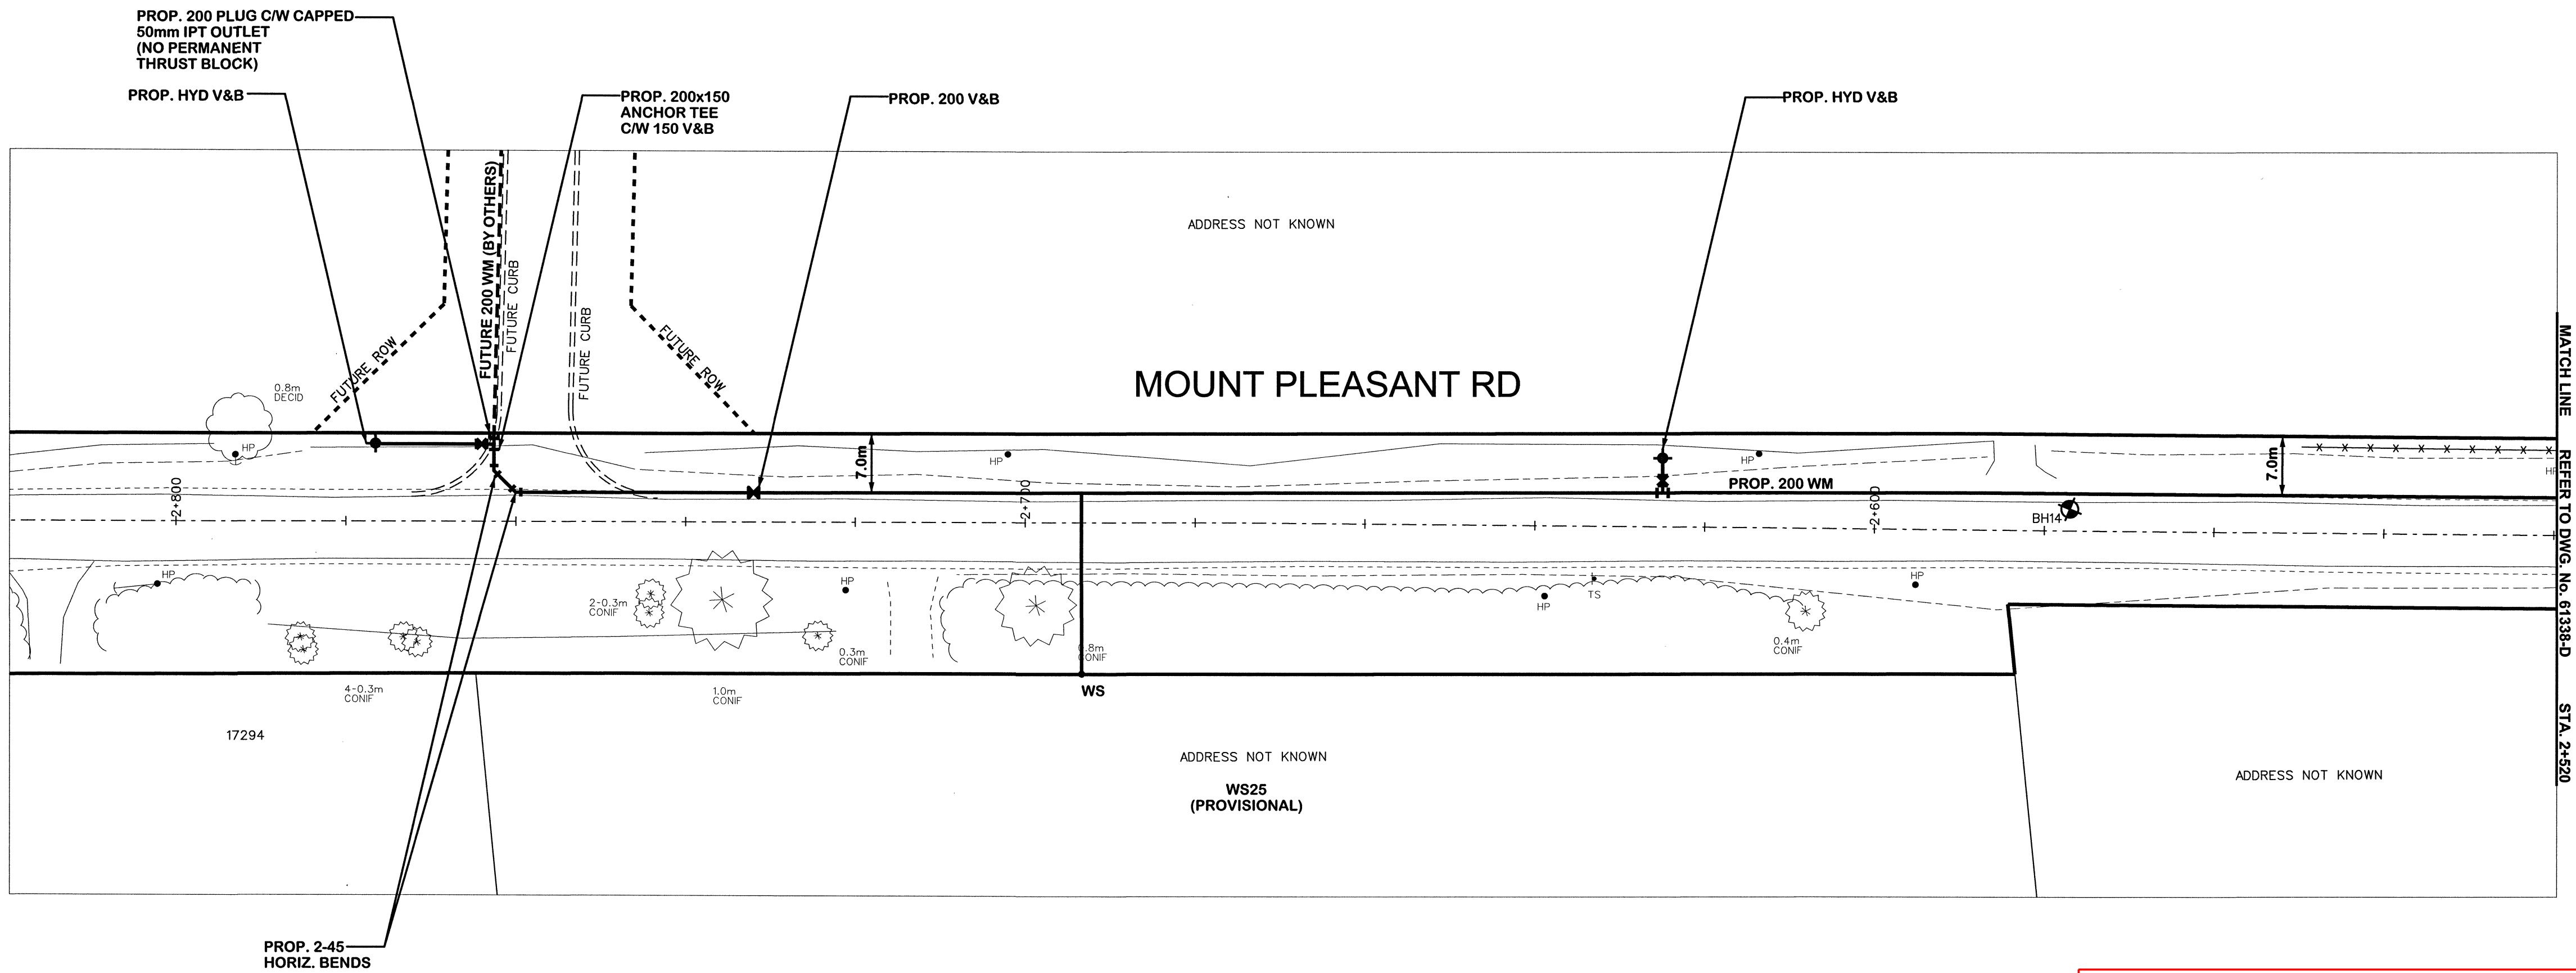 PROP. 200 PLUG C/W CAPPED
50mm IPT OUTLET
(NO PERMANENT
THRUST BLOCK)
PROP. HYD V&B
PROP. 200x150
ANCHOR TEE
C/W 150 V&B
PROP. 200 V&B
PROP. HYD V&B
FUTURE 200 WM (BY OTHERS)
FUTURE CURB
FUTURE CURB
FUTURE ROW
FUTURE ROW
ADDRESS NOT KNOWN
MOUNT PLEASANT RD
0.8m
DECID
HP
HP
HP
HP
7.0m
7.0m
PROP. 200 WM
2+800
2+700
2+600
BH14
HP
HP
HP
TS
HP
2-0.3m
CONIF
0.3m
CONIF
0.8m
CONIF
0.4m
CONIF
4-0.3m
CONIF
1.0m
CONIF
WS
17294
ADDRESS NOT KNOWN
WS25
(PROVISIONAL)
ADDRESS NOT KNOWN
MATCH LINE REFER TO DWG. No. 61338-D STA. 2+520
PROP. 2-45
HORIZ. BENDS